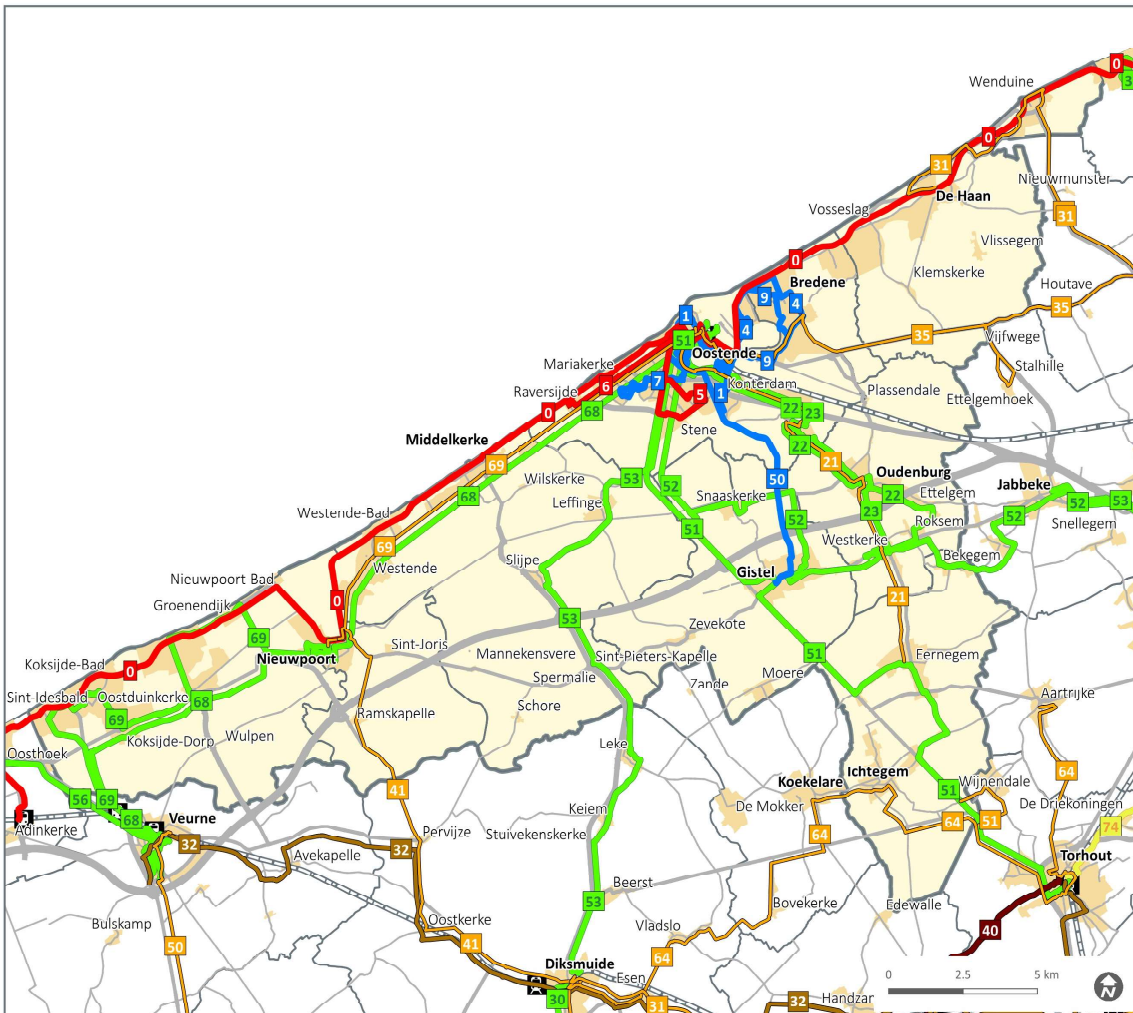 0
3
Wenduine
0
31
Nieuwmunster
De Haan
Vosseslag
31
Vlissegem
0
Klemskerke
Bredene
Houtave
9
4
1
35
4
35
Vijfwege
51
Oostende
9
Stalhille
Mariakerke
7
Konterdam
Plassendale
Raversijde
6
5
1
Ettelgemhoek
0
68
22
23
Stene
Middelkerke
22
69
21
Wilskerke
53
50
Oudenburg
52
Snaaskerke
22
Ettelgem
Jabbeke
68
Leffinge
53
52
Westende-Bad
52
23
Roksem
52
Snellegem
51
Westkerke
69
Slijpe
Bekegem
Westende
Gistel
Nieuwpoort Bad
0
21
Groenendijk
53
Zevekote
69
Sint-Joris
Nieuwpoort
Mannekensvere
Sint-Pieters-Kapelle
51
Eernegem
Koksijde-Bad
0
Spermalie
Moere
Zande
Sint-Idesbald
Oostduinkerke
68
Aartrijke
69
Ramskapelle
Schore
Wulpen
Koksijde-Dorp
Leke
Oosthoek
64
Koekelare
Ichtegem
Wijnendale
41
51
56
69
De Mokker
De Driekoningen
Keiem
68
Veurne
64
64
51
74
Adinkerke
Pervijze
Stuivekenskerke
32
32
Avekapelle
Torhout
Beerst
53
Bovekerke
Edewalle
Bulskamp
Oostkerke
Vladslo
40
50
41
64
Diksmuide
Esen
0
2.5
5 km
30
31
32
Handzar
N